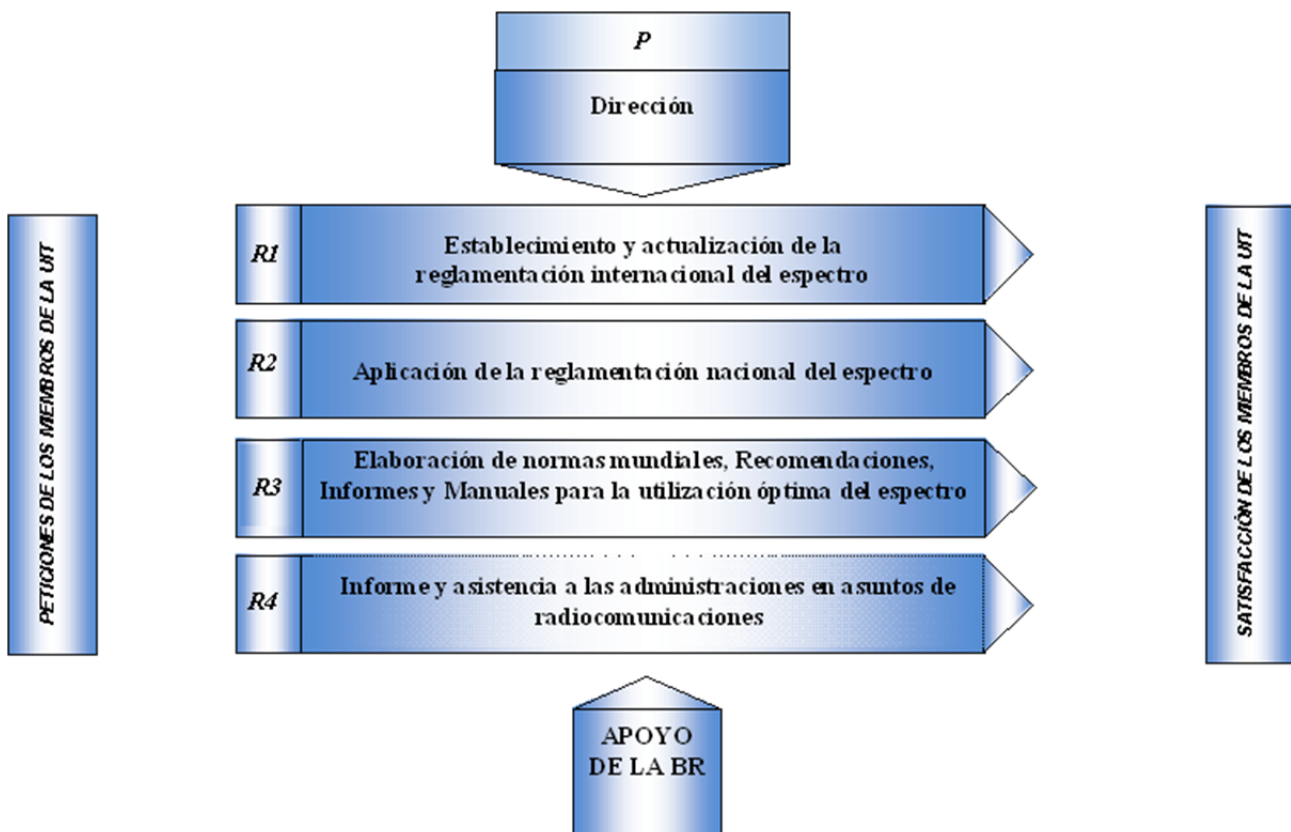 P
Dirección
PETICIONES DE LOS MIEMBROS DE LA UIT
R1
Establecimiento y actualización de la
reglamentación internacional del espectro
R2
Aplicación de la reglamentación nacional del espectro
R3
Elaboración de normas mundiales, Recomendaciones,
Informes y Manuales para la utilización óptima del espectro
R4
Informe y asistencia a las administraciones en asuntos de
radiocomunicaciones
SATISFACCIÓN DE LOS MIEMBROS DE LA UIT
APOYO
DE LA BR